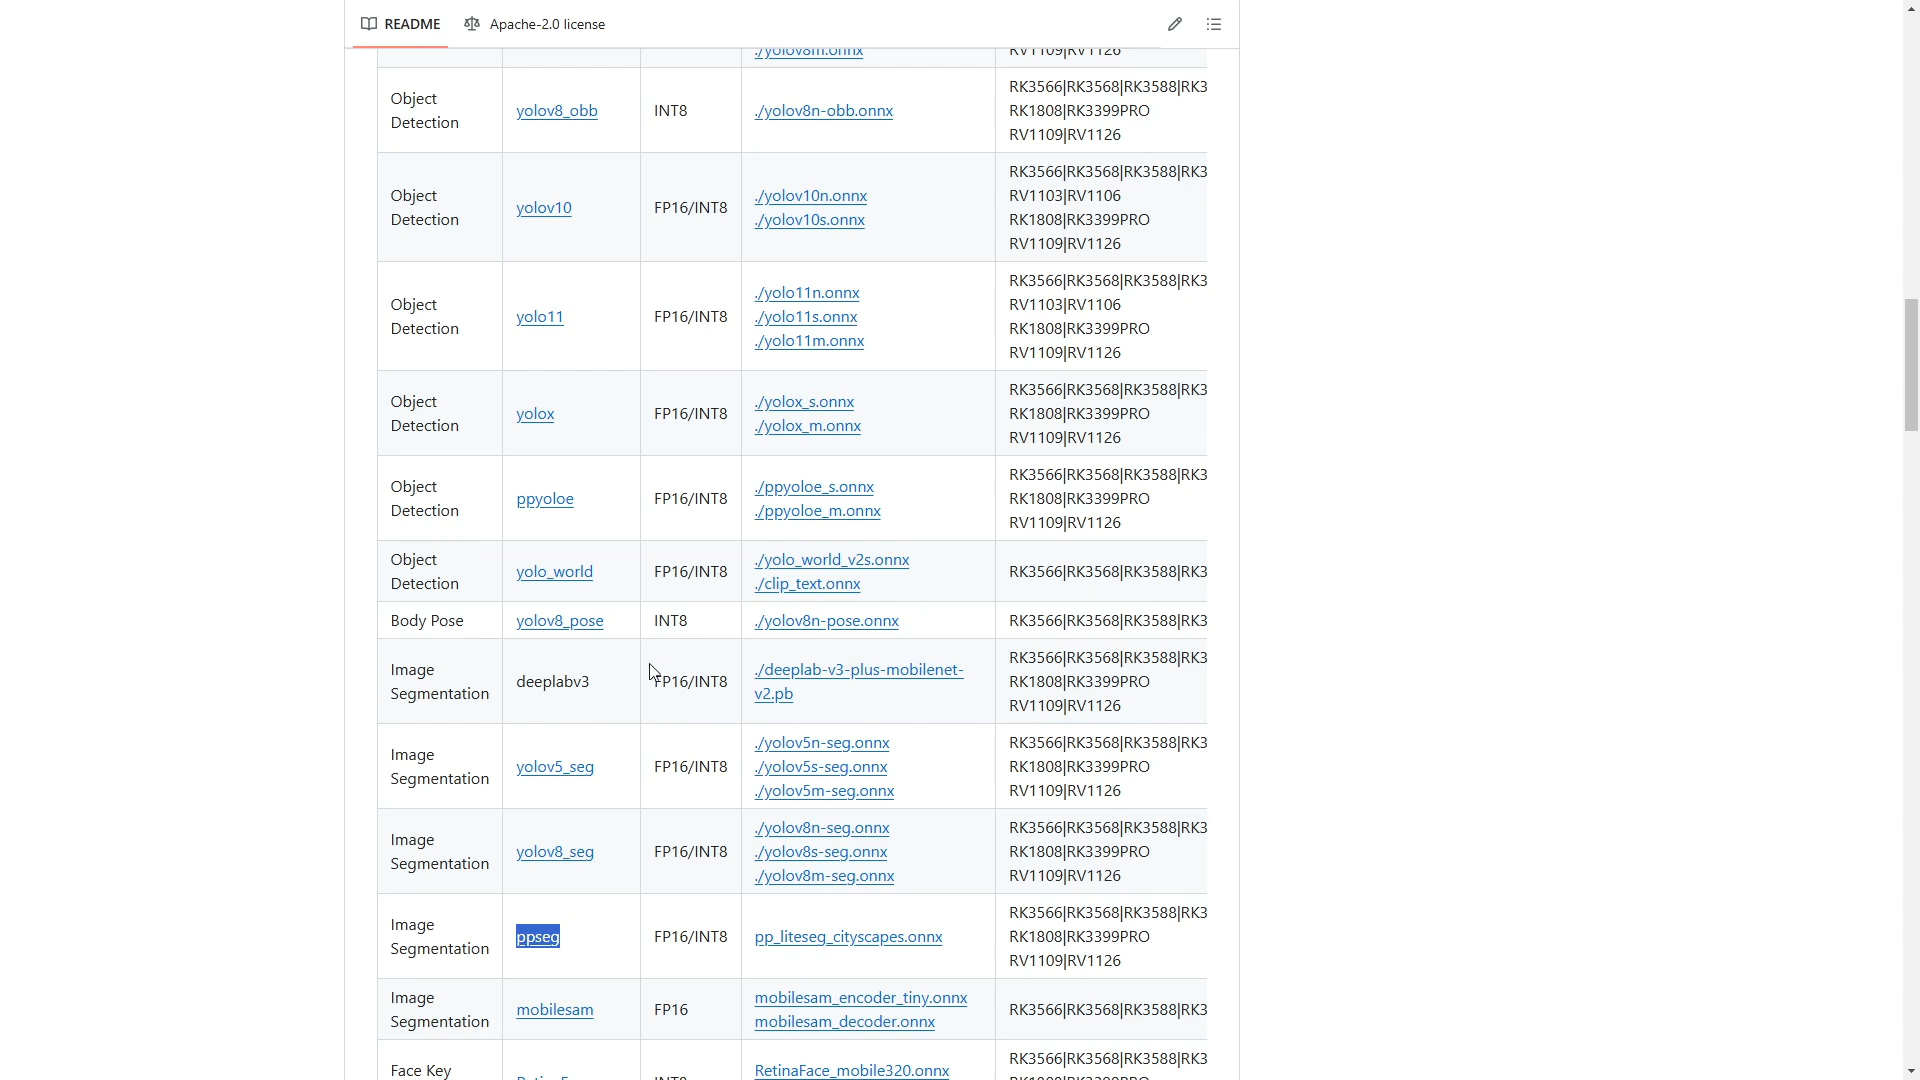 README
Apache-2.0 license
./yolov8m.onnx
RV1109|RV1126
Object
Detection
yolov8_obb
INT8
./yolov8n-obb.onnx
RK3566|RK3568|RK3588|RK3
RK1808|RK3399PRO
RV1109|RV1126
Object
Detection
yolov10
FP16/INT8
./yolov10n.onnx
./yolov10s.onnx
RK3566|RK3568|RK3588|RK3
RV1103|RV1106
RK1808|RK3399PRO
RV1109|RV1126
Object
Detection
yolo11
FP16/INT8
./yolo11n.onnx
./yolo11s.onnx
./yolo11m.onnx
RK3566|RK3568|RK3588|RK3
RV1103|RV1106
RK1808|RK3399PRO
RV1109|RV1126
Object
Detection
yolox
FP16/INT8
./yolox_s.onnx
./yolox_m.onnx
RK3566|RK3568|RK3588|RK3
RK1808|RK3399PRO
RV1109|RV1126
Object
Detection
ppyoloe
FP16/INT8
./ppyoloe_s.onnx
./ppyoloe_m.onnx
RK3566|RK3568|RK3588|RK3
RK1808|RK3399PRO
RV1109|RV1126
Object
Detection
yolo_world
FP16/INT8
./yolo_world_v2s.onnx
./clip_text.onnx
RK3566|RK3568|RK3588|RK3
Body Pose
yolov8_pose
INT8
./yolov8n-pose.onnx
RK3566|RK3568|RK3588|RK3
Image
Segmentation
deeplabv3
FP16/INT8
./deeplab-v3-plus-mobilenet-
v2.pb
RK3566|RK3568|RK3588|RK3
RK1808|RK3399PRO
RV1109|RV1126
Image
Segmentation
yolov5_seg
FP16/INT8
./yolov5n-seg.onnx
./yolov5s-seg.onnx
./yolov5m-seg.onnx
RK3566|RK3568|RK3588|RK3
RK1808|RK3399PRO
RV1109|RV1126
Image
Segmentation
yolov8_seg
FP16/INT8
./yolov8n-seg.onnx
./yolov8s-seg.onnx
./yolov8m-seg.onnx
RK3566|RK3568|RK3588|RK3
RK1808|RK3399PRO
RV1109|RV1126
Image
Segmentation
ppseg
FP16/INT8
pp_liteseg_cityscapes.onnx
RK3566|RK3568|RK3588|RK3
RK1808|RK3399PRO
RV1109|RV1126
Image
Segmentation
mobilesam
FP16
mobilesam_encoder_tiny.onnx
mobilesam_decoder.onnx
RK3566|RK3568|RK3588|RK3
Face Key
INT8
RetinaFace_mobile320.onnx
RK3566|RK3568|RK3588|RK3